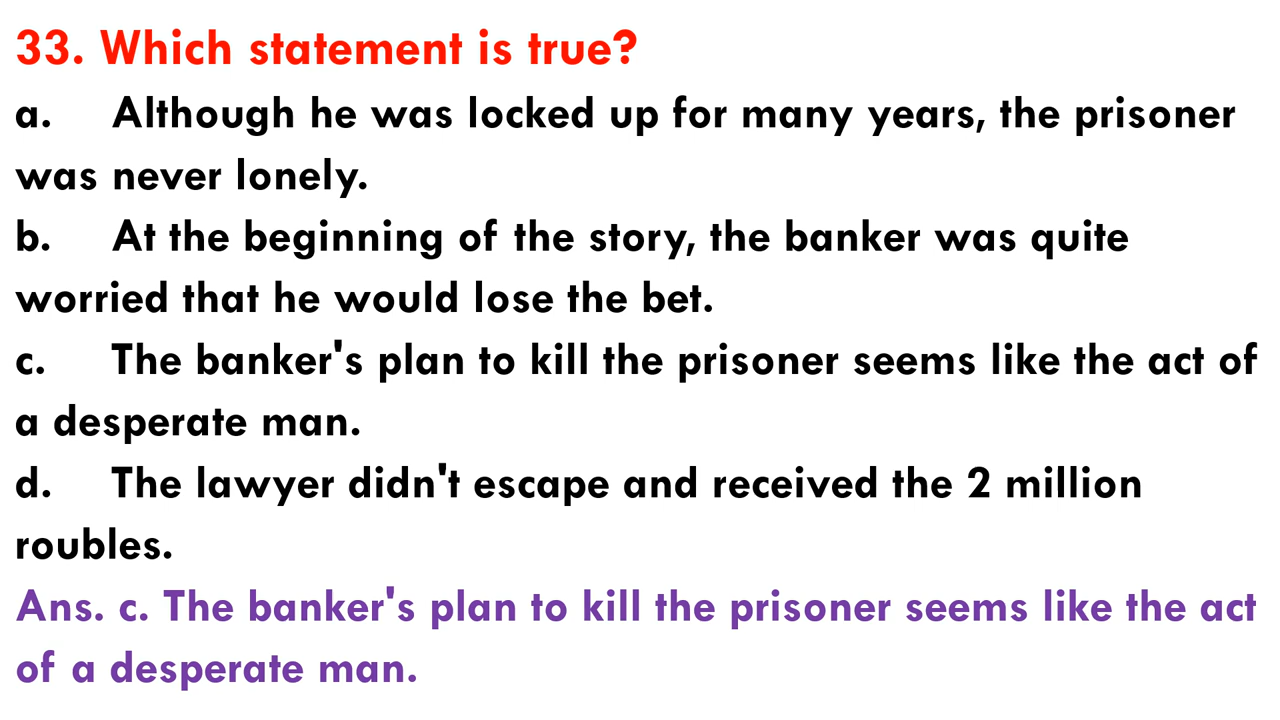 33. Which statement is true?
a. Although he was locked up for many years, the prisoner
was never lonely.
b. At the beginning of the story, the banker was quite
worried that he would lose the bet.
c. The banker's plan to kill the prisoner seems like the act of
a desperate man.
d. The lawyer didn't escape and received the 2 million
roubles.
Ans. c. The banker's plan to kill the prisoner seems like the act
of a desperate man.